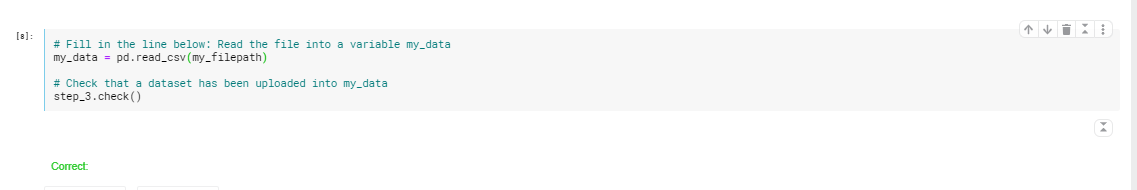 [8]:
# Fill in the line below: Read the file into a variable my_data
my_data = pd.read_csv(my_filepath)
# Check that a dataset has been uploaded into my_data
step_3.check()
Correct: